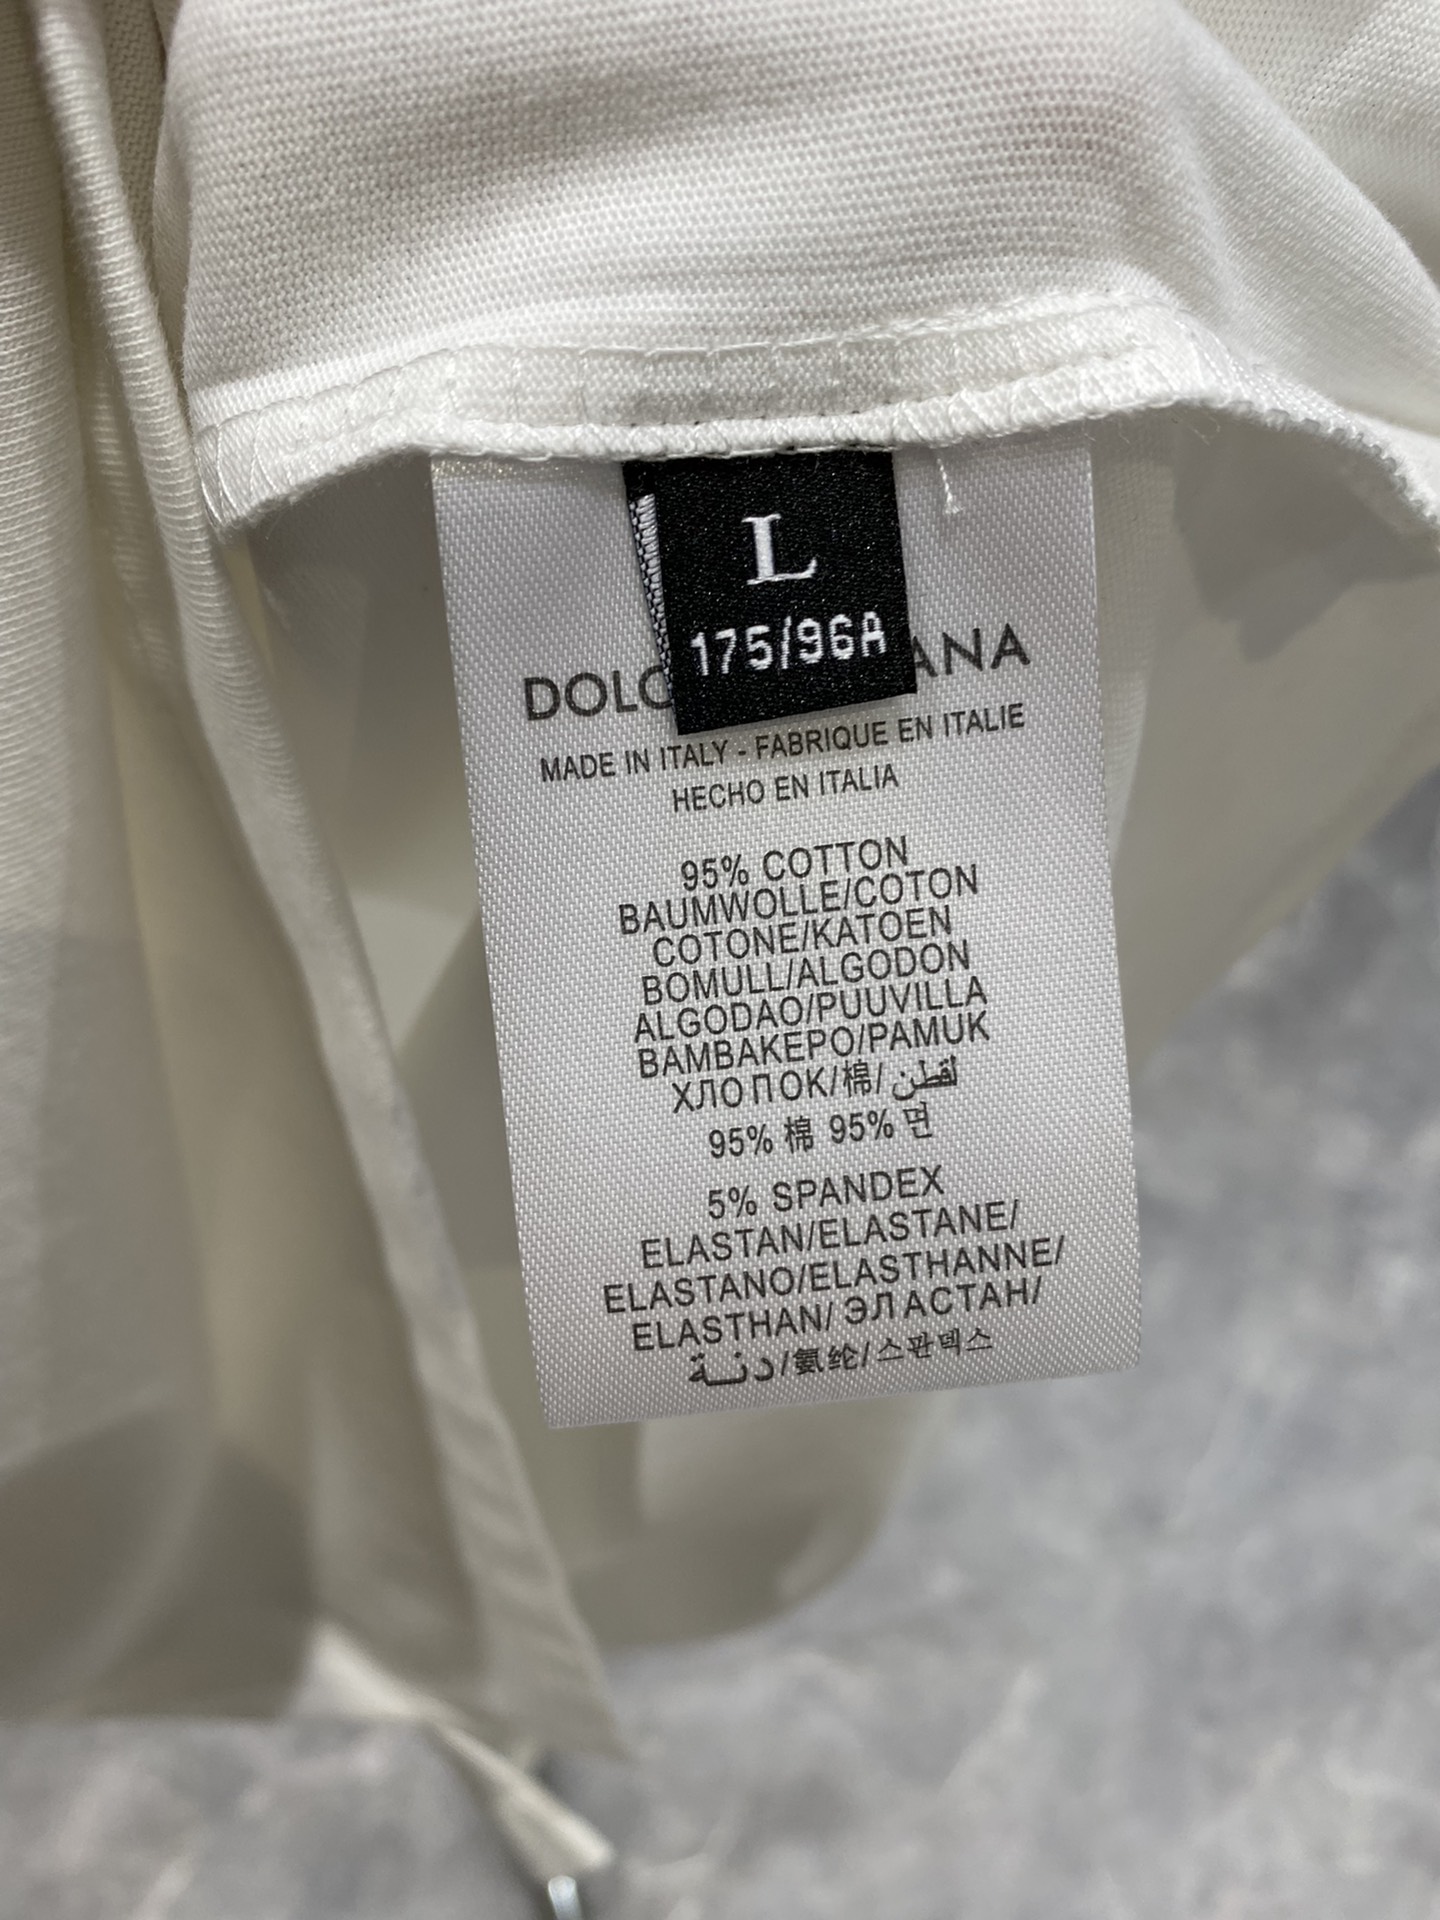 L
175/96A
DOLC ANA
MADE IN ITALY - FABRIQUE EN ITALIE
HECHO EN ITALIA
95% COTTON
BAUMWOLLE/COTON
COTONE/KATOEN
BOMULL/ALGODON
ALGODAO/PUUVILLA
BAMBAKEPO/PAMUK
ХЛОПОК/棉/لقطن
95% 棉 95% 면
5% SPANDEX
ELASTAN/ELASTANE/
ELASTANO/ELASTHANNE/
ELASTHAN/ ЭЛАСТАН/
دنـة/氨纶/스판덱스